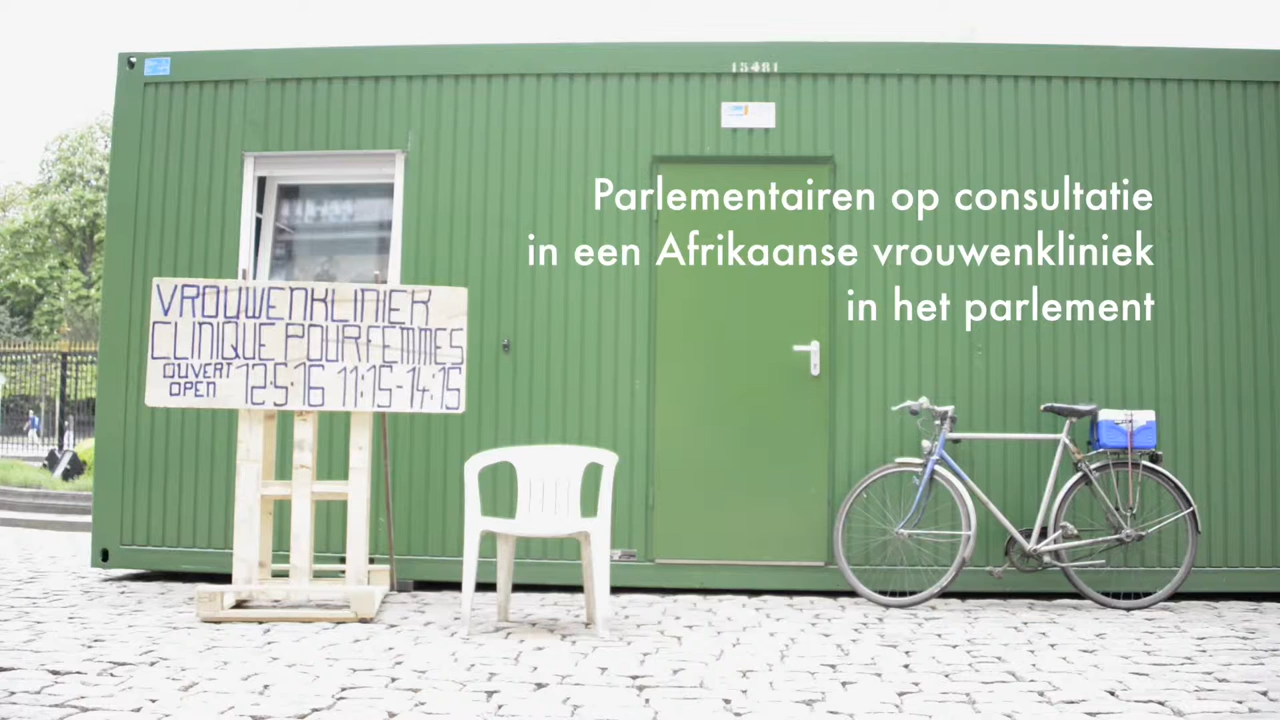 15481
Parlementairen op consultatie
in een Afrikaanse vrouwenkliniek
in het parlement
VROUWENKLINIEK
CLINIQUE POUR FEMMES
OUVERT
OPEN 12·5·16 11:15-14:15